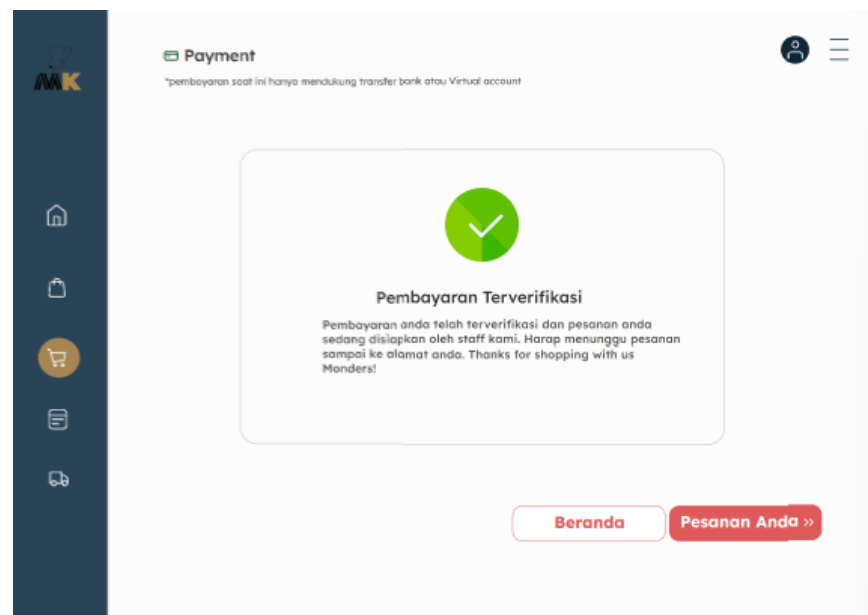 MK
Payment
*pembayaran saat ini hanya mendukung transfer bank atau Virtual account
Pembayaran Terverifikasi
Pembayaran anda telah terverifikasi dan pesanan anda
sedang disiapkan oleh staff kami. Harap menunggu pesanan
sampai ke alamat anda. Thanks for shopping with us
Monders!
Beranda
Pesanan Anda »